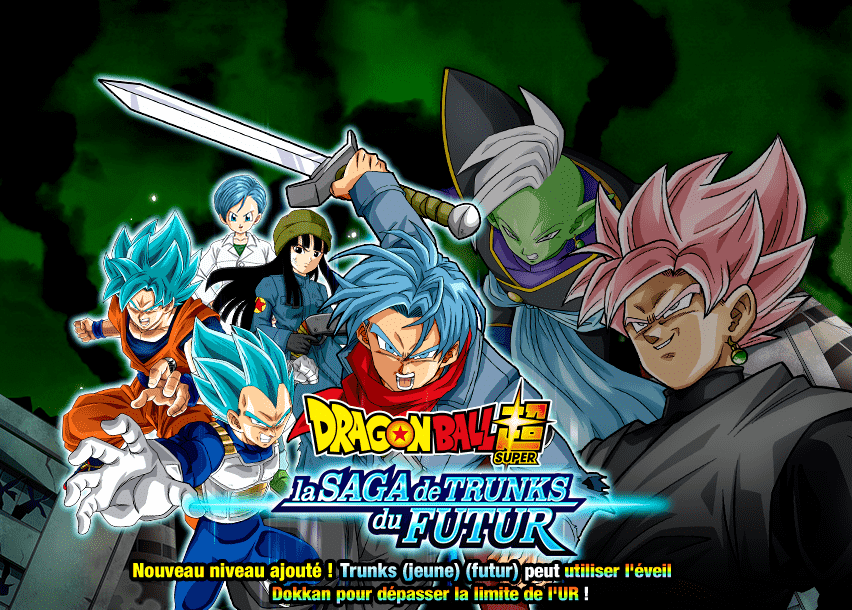 DRAGON BALL 超
SUPER
la SAGA de TRUNKS
du FUTUR
Nouveau niveau ajouté ! Trunks (jeune) (futur) peut utiliser l'éveil
Dokkan pour dépasser la limite de l'UR !